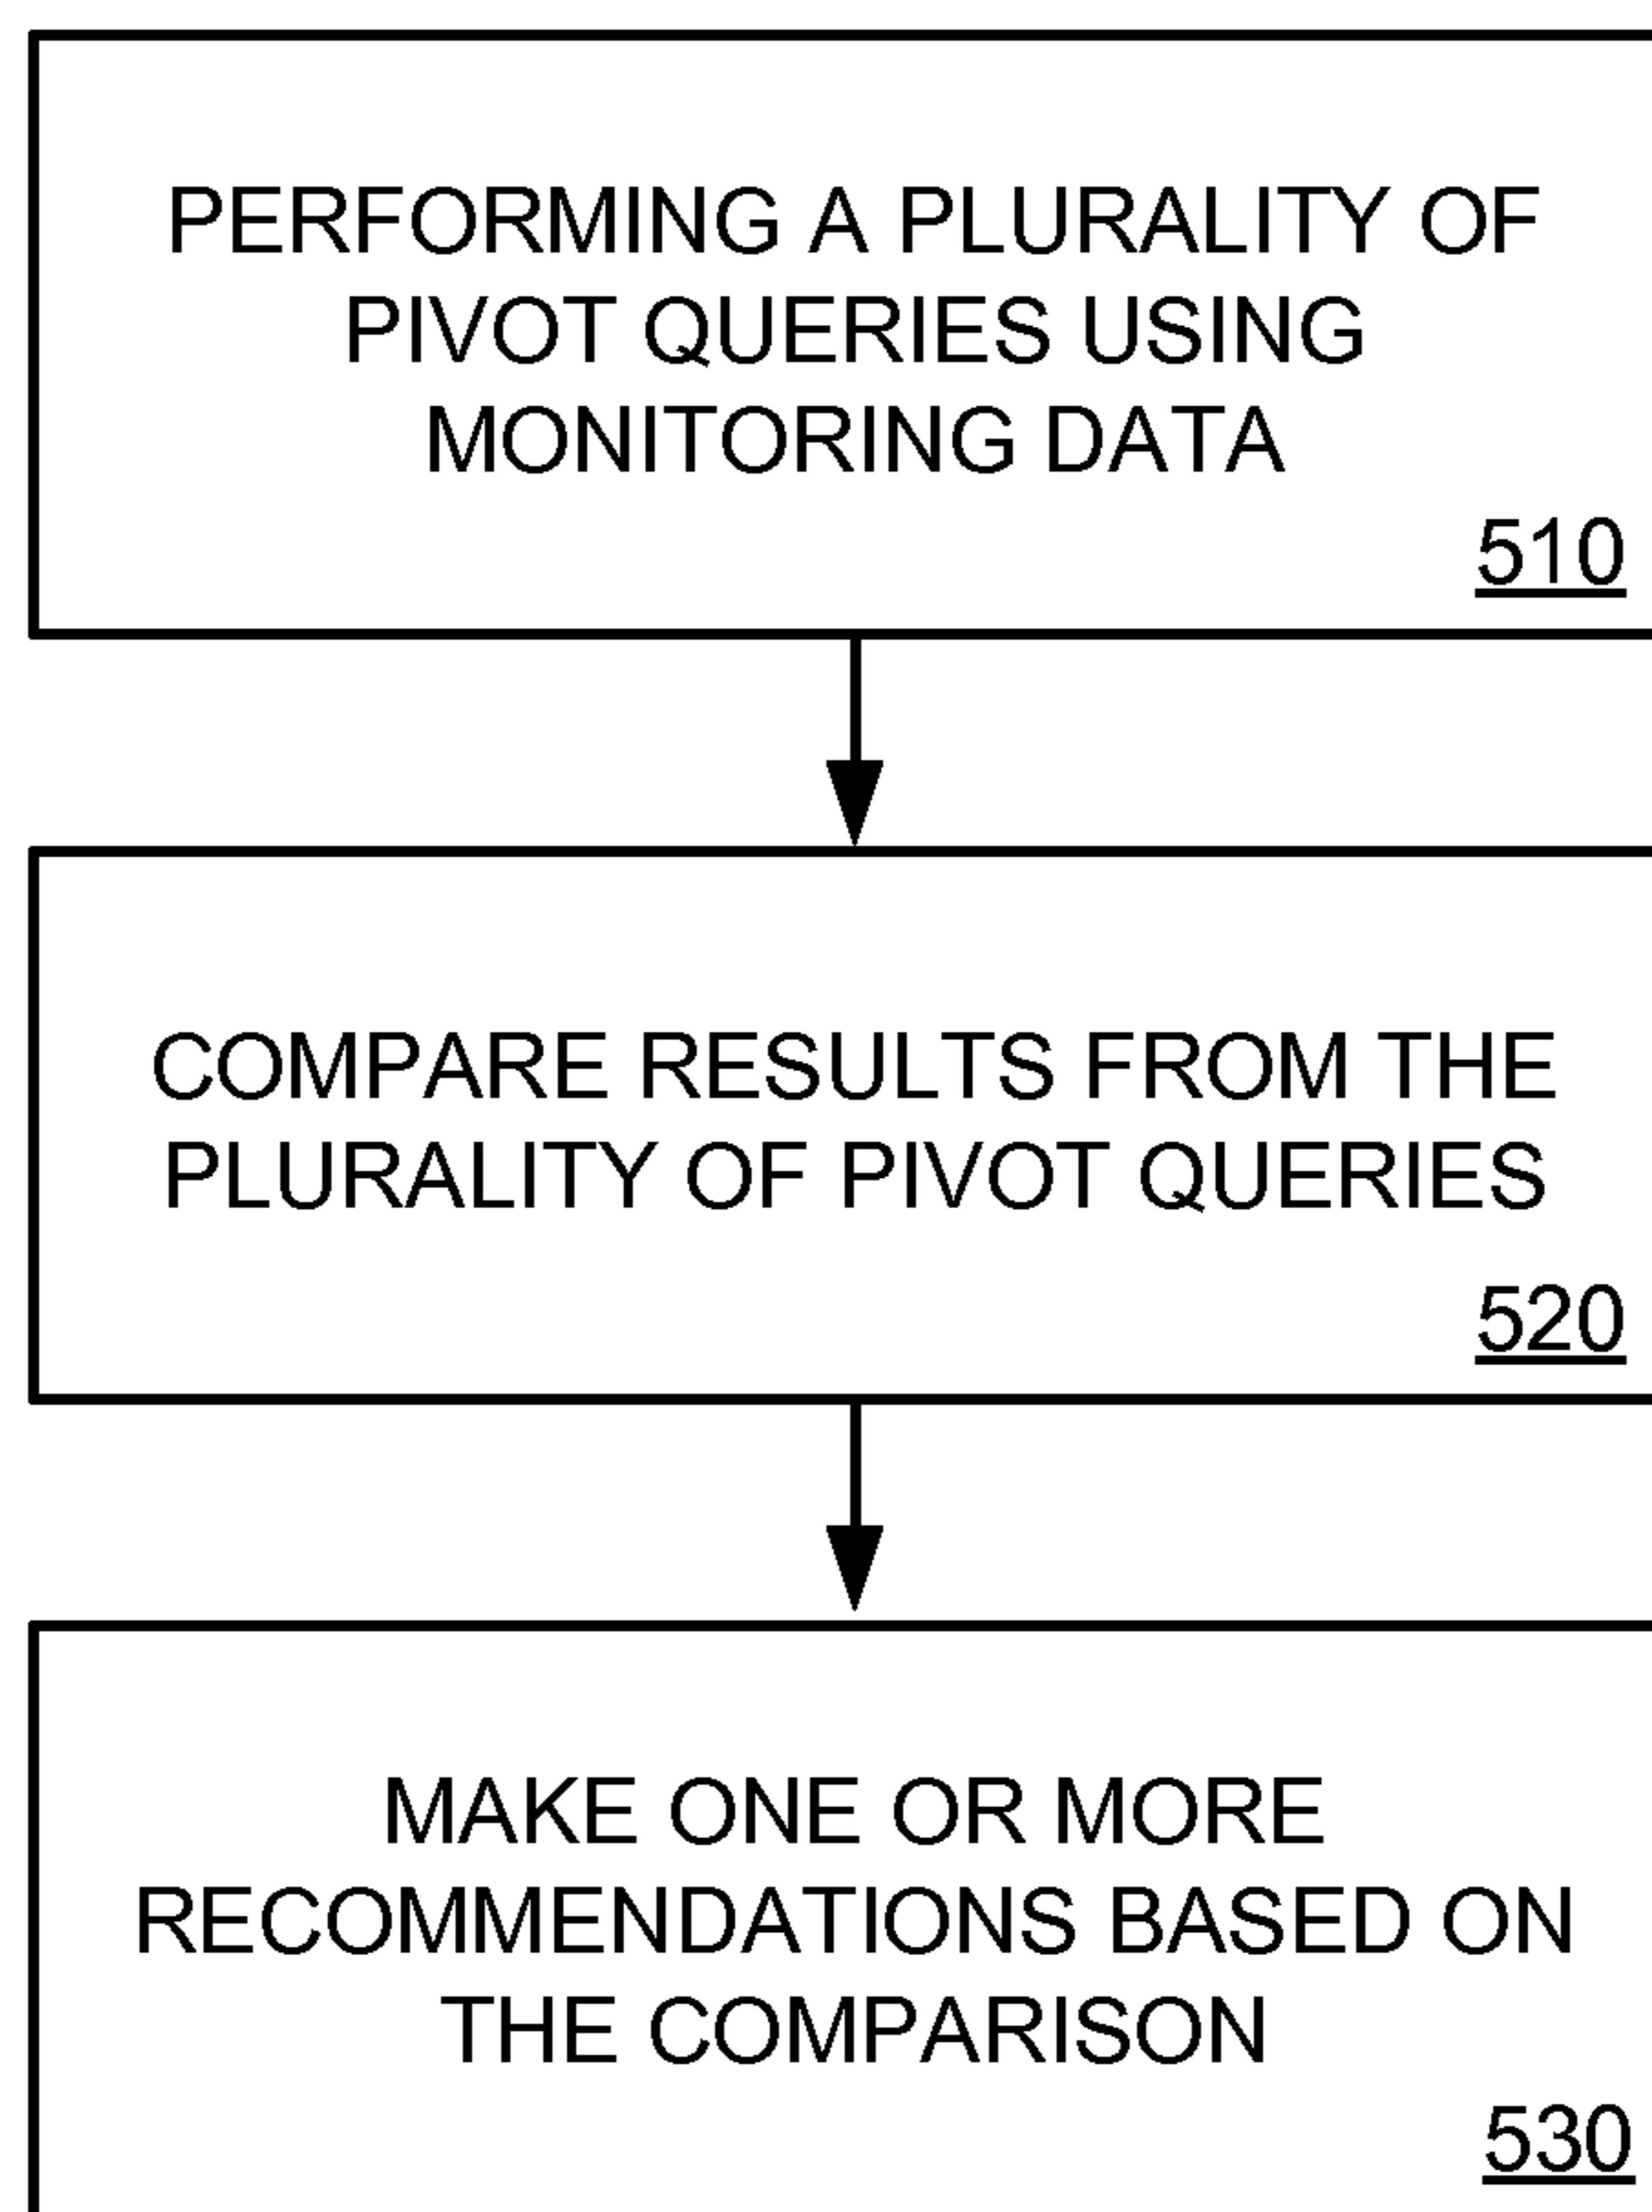 PERFORMING A PLURALITY OF
PIVOT QUERIES USING
MONITORING DATA
510
COMPARE RESULTS FROM THE
PLURALITY OF PIVOT QUERIES
520
MAKE ONE OR MORE
RECOMMENDATIONS BASED ON
THE COMPARISON
530